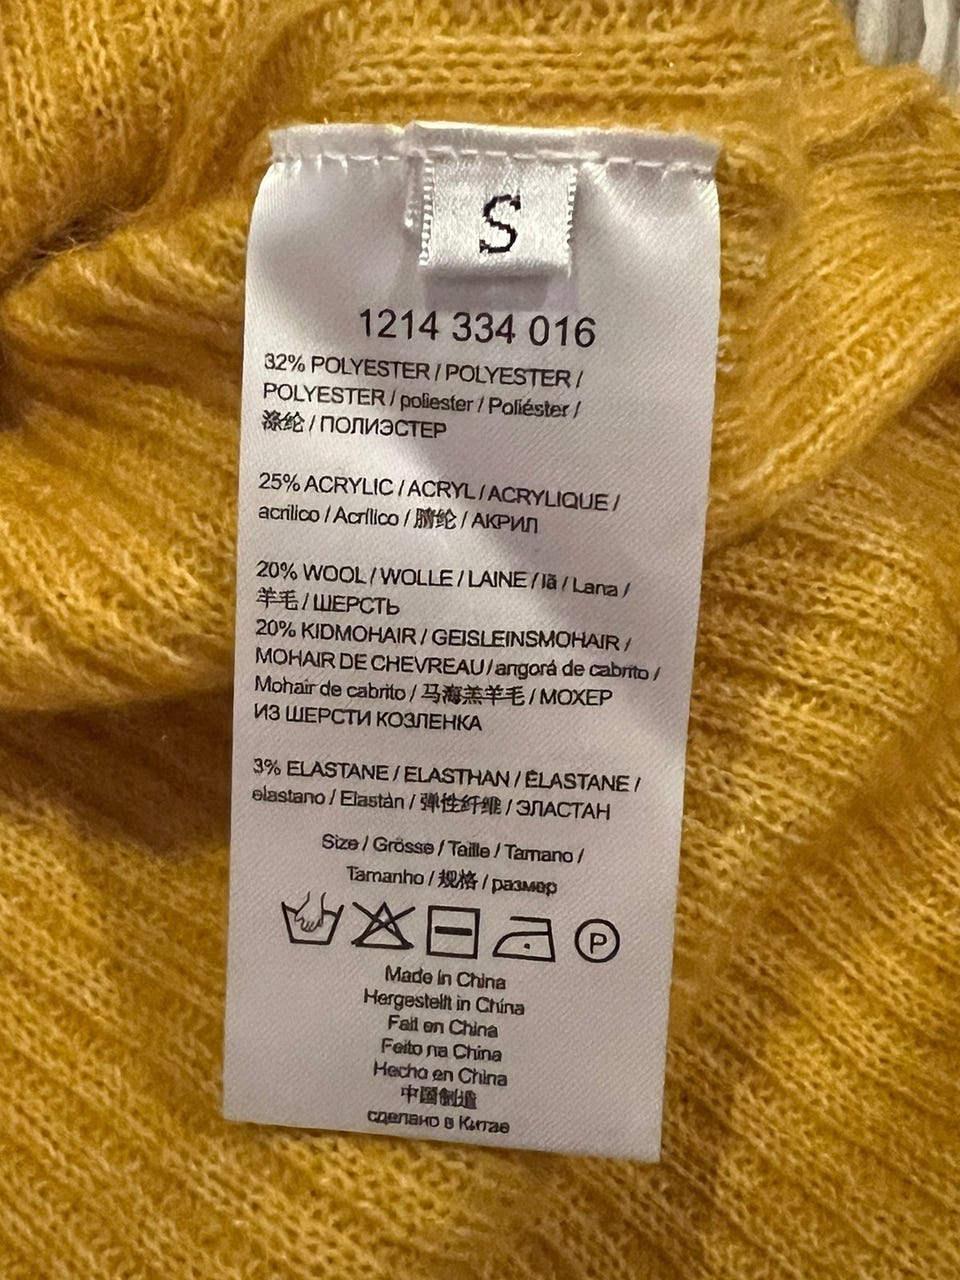 S
1214 334 016
32% POLYESTER / POLYESTER /
POLYESTER / poliester / Poliéster /
涤纶 / ПОЛИЭСТЕР
25% ACRYLIC / ACRYL / ACRYLIQUE /
acrilico / Acrílico / 腈纶 / АКРИЛ
20% WOOL / WOLLE / LAINE / lã / Lana /
羊毛 / ШЕРСТЬ
20% KIDMOHAIR / GEISLEINSMOHAIR /
MOHAIR DE CHEVREAU / angorá de cabrito /
Mohair de cabrito / 马海羔羊毛 / МОХЕР
ИЗ ШЕРСТИ КОЗЛЕНКА
3% ELASTANE / ELASTHAN / ÉLASTANE /
elastano / Elastán / 弹性纤维 / ЭЛАСТАН
Size / Grösse / Taille / Tamano /
Tamanho / 规格 / размер
P
Made in China
Hergestellt in China
Fait en China
Feito na China
Hecho en China
中国制造
сделано в Китае